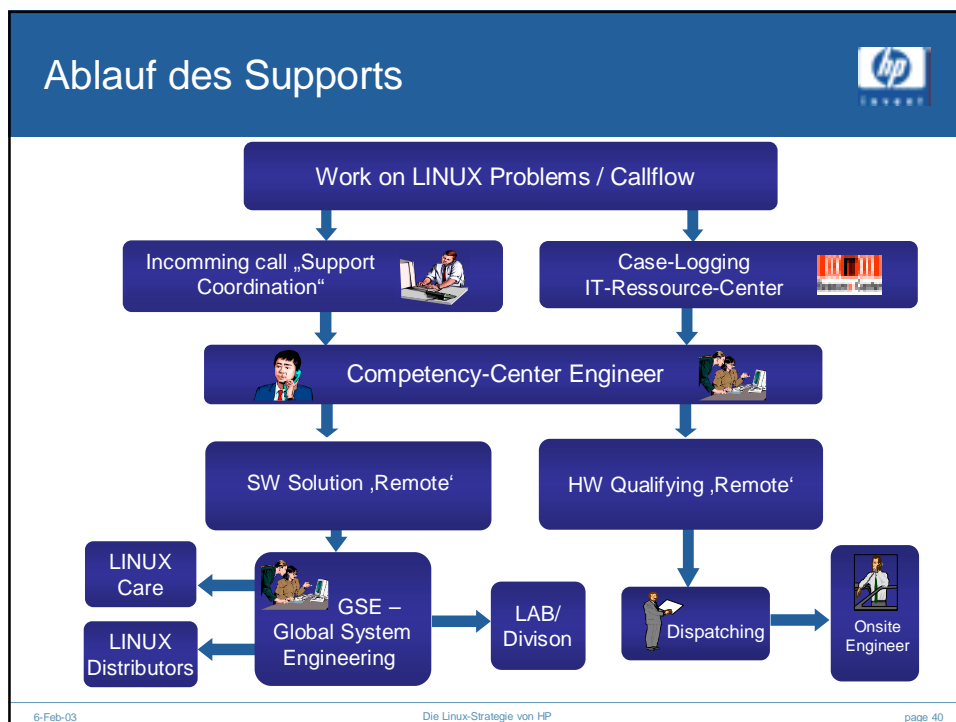 Ablauf des Supports
hp
invent
Work on LINUX Problems / Callflow
Incomming call „Support
Coordination“
Case-Logging
IT-Ressource-Center
Competency-Center Engineer
SW Solution ‚Remote‘
HW Qualifying ‚Remote‘
LINUX
Care
LINUX
Distributors
GSE –
Global System
Engineering
LAB/
Divison
Dispatching
Onsite
Engineer
6-Feb-03
Die Linux-Strategie von HP
page 40